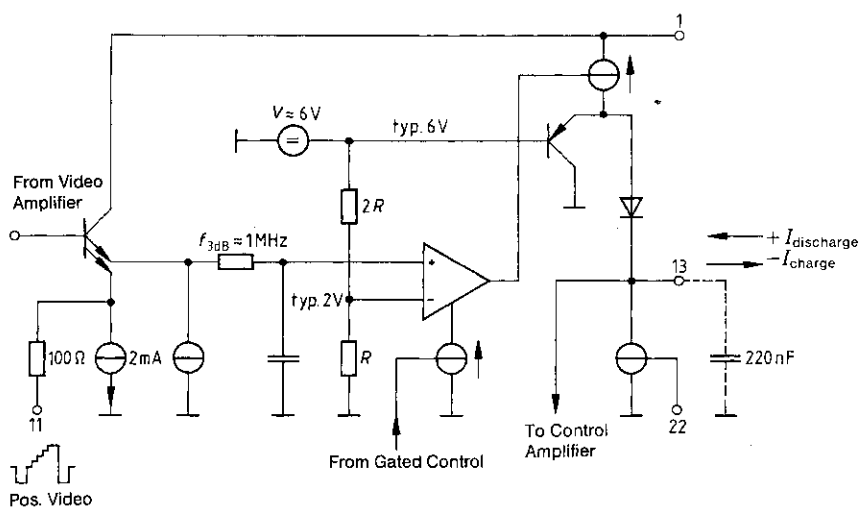 1
V ≈ 6V
typ. 6V
From Video
Amplifier
2R
f3dB ≈ 1MHz
+ Idischarge
− Icharge
+
13
typ. 2V
−
100Ω
2mA
R
220nF
11
22
From Gated Control
To Control
Amplifier
Pos. Video